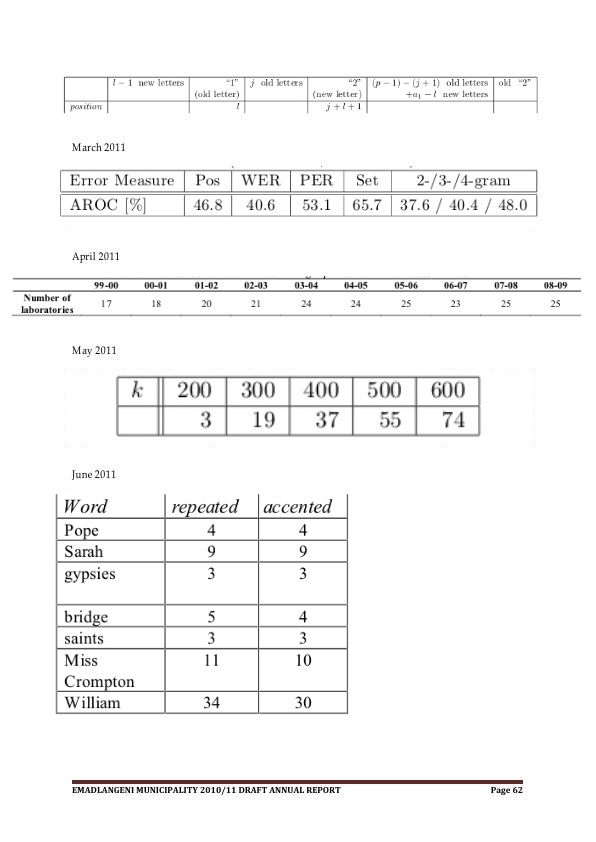 l − 1 new letters “1” j old letters “2” (p − 1) − (j + 1) old letters old “2”
(old letter) (new letter) +a₁ − l new letters
position l j + l + 1
March 2011
Error Measure Pos WER PER Set 2-/3-/4-gram
AROC [%] 46.8 40.6 53.1 65.7 37.6 / 40.4 / 48.0
April 2011
99-00 00-01 01-02 02-03 03-04 04-05 05-06 06-07 07-08 08-09
Number of laboratories 17 18 20 21 24 24 25 23 25 25
May 2011
k 200 300 400 500 600
3 19 37 55 74
June 2011
Word repeated accented
Pope 4 4
Sarah 9 9
gypsies 3 3
bridge 5 4
saints 3 3
Miss 11 10
Crompton
William 34 30
EMADLANGENI MUNICIPALITY 2010/11 DRAFT ANNUAL REPORT Page 62